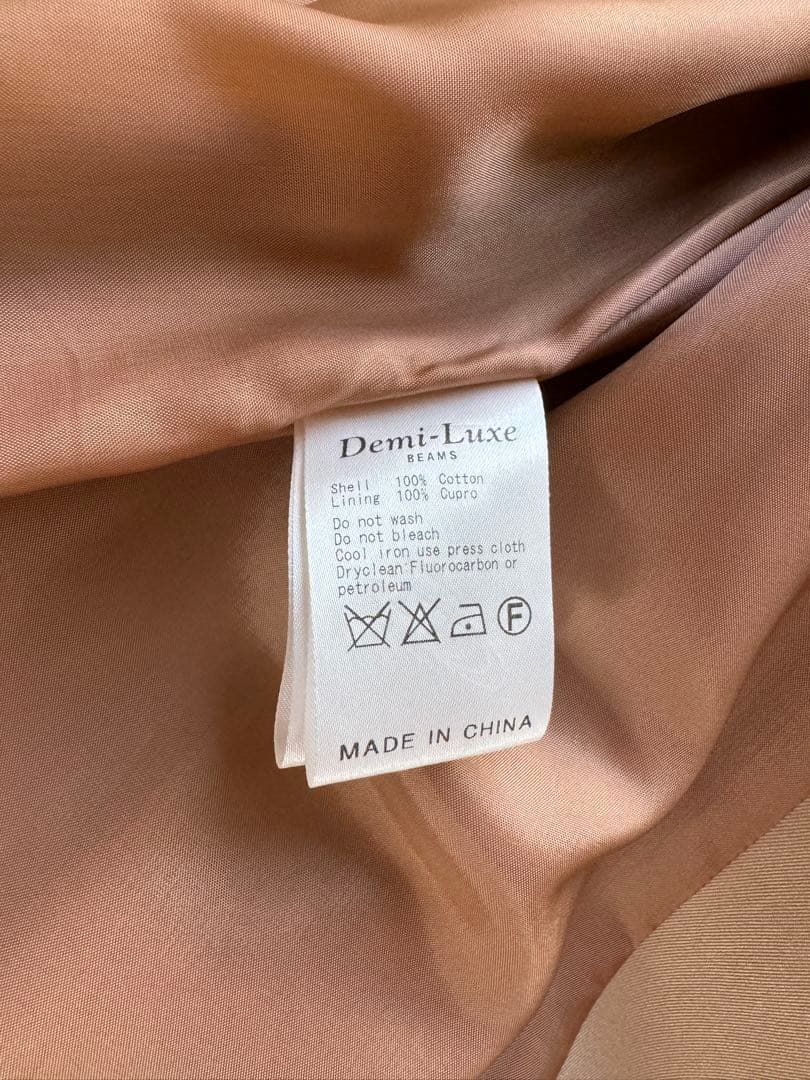 Demi-Luxe
BEAMS
Shell 100% Cotton
Lining 100% Cupro
Do not wash
Do not bleach
Cool iron use press cloth
Dryclean Fluorocarbon or
petroleum
F
MADE IN CHINA